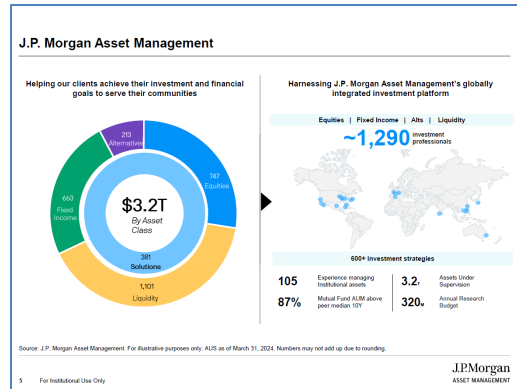 J.P. Morgan Asset Management
Helping our clients achieve their investment and financial
goals to serve their communities
213
Alternatives
747
Equities
663
Fixed
Income
$3.2T
By Asset
Class
381
Solutions
1,101
Liquidity
Harnessing J.P. Morgan Asset Management's globally
integrated investment platform
Equities | Fixed Income | Alts | Liquidity
~1,290 investment
professionals
600+ investment strategies
105 Experience managing
Institutional assets
3.2T Assets Under
Supervision
87% Mutual Fund AUM above
peer median 10Y
320M Annual Research
Budget
Source: J.P. Morgan Asset Management. For illustrative purposes only. AUS as of March 31, 2024. Numbers may not add up due to rounding.
5 For Institutional Use Only
J.P.Morgan
ASSET MANAGEMENT